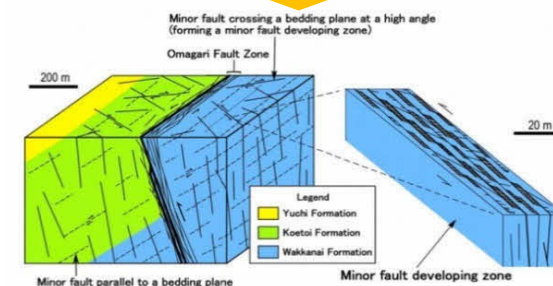 Minor fault crossing a bedding plane at a high angle
(forming a minor fault developing zone)
Omagari Fault Zone
200 m
20 m
Legend
Yuchi Formation
Koetoi Formation
Wakkanai Formation
Minor fault parallel to a bedding plane
Minor fault developing zone